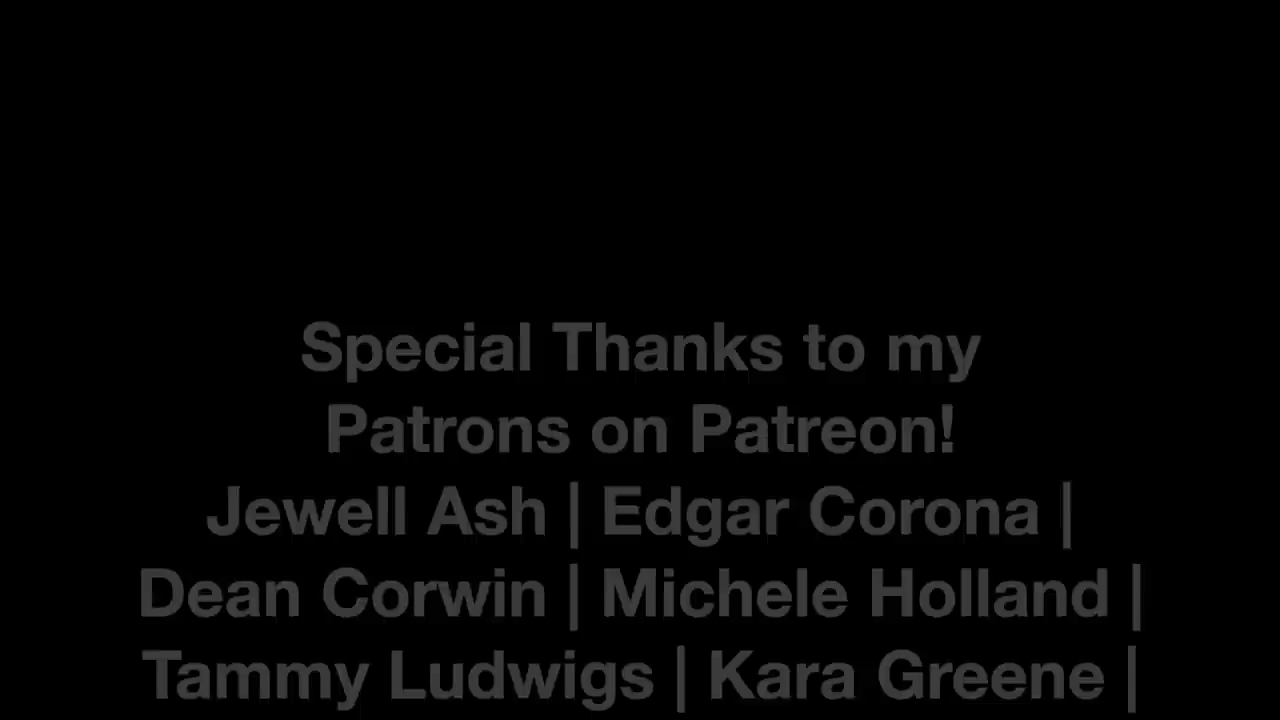 Special Thanks to my
Patrons on Patreon!
Jewell Ash | Edgar Corona |
Dean Corwin | Michele Holland |
Tammy Ludwigs | Kara Greene |